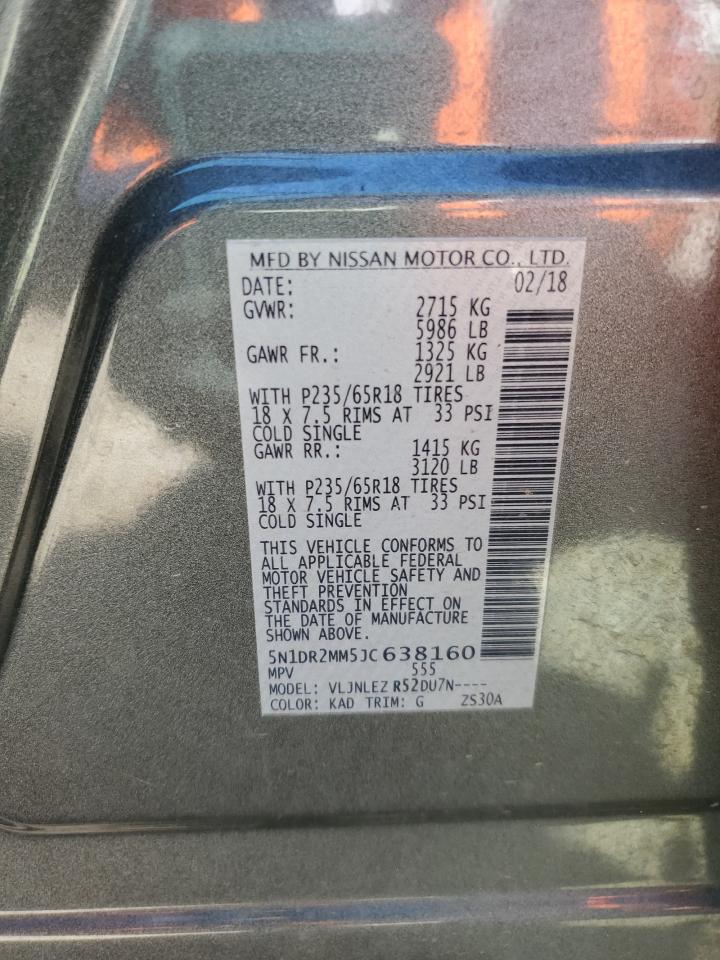 MFD BY NISSAN MOTOR CO., LTD.
DATE: 02/18
GVWR: 2715 KG
5986 LB
GAWR FR.: 1325 KG
2921 LB
WITH P235/65R18 TIRES
18 X 7.5 RIMS AT 33 PSI
COLD SINGLE
GAWR RR.: 1415 KG
3120 LB
WITH P235/65R18 TIRES
18 X 7.5 RIMS AT 33 PSI
COLD SINGLE
THIS VEHICLE CONFORMS TO
ALL APPLICABLE FEDERAL
MOTOR VEHICLE SAFETY AND
THEFT PREVENTION
STANDARDS IN EFFECT ON
THE DATE OF MANUFACTURE
SHOWN ABOVE.
5N1DR2MM5JC638160
MPV 555
MODEL: VLJNLEZ R52DU7N----
COLOR: KAD TRIM: G ZS30A